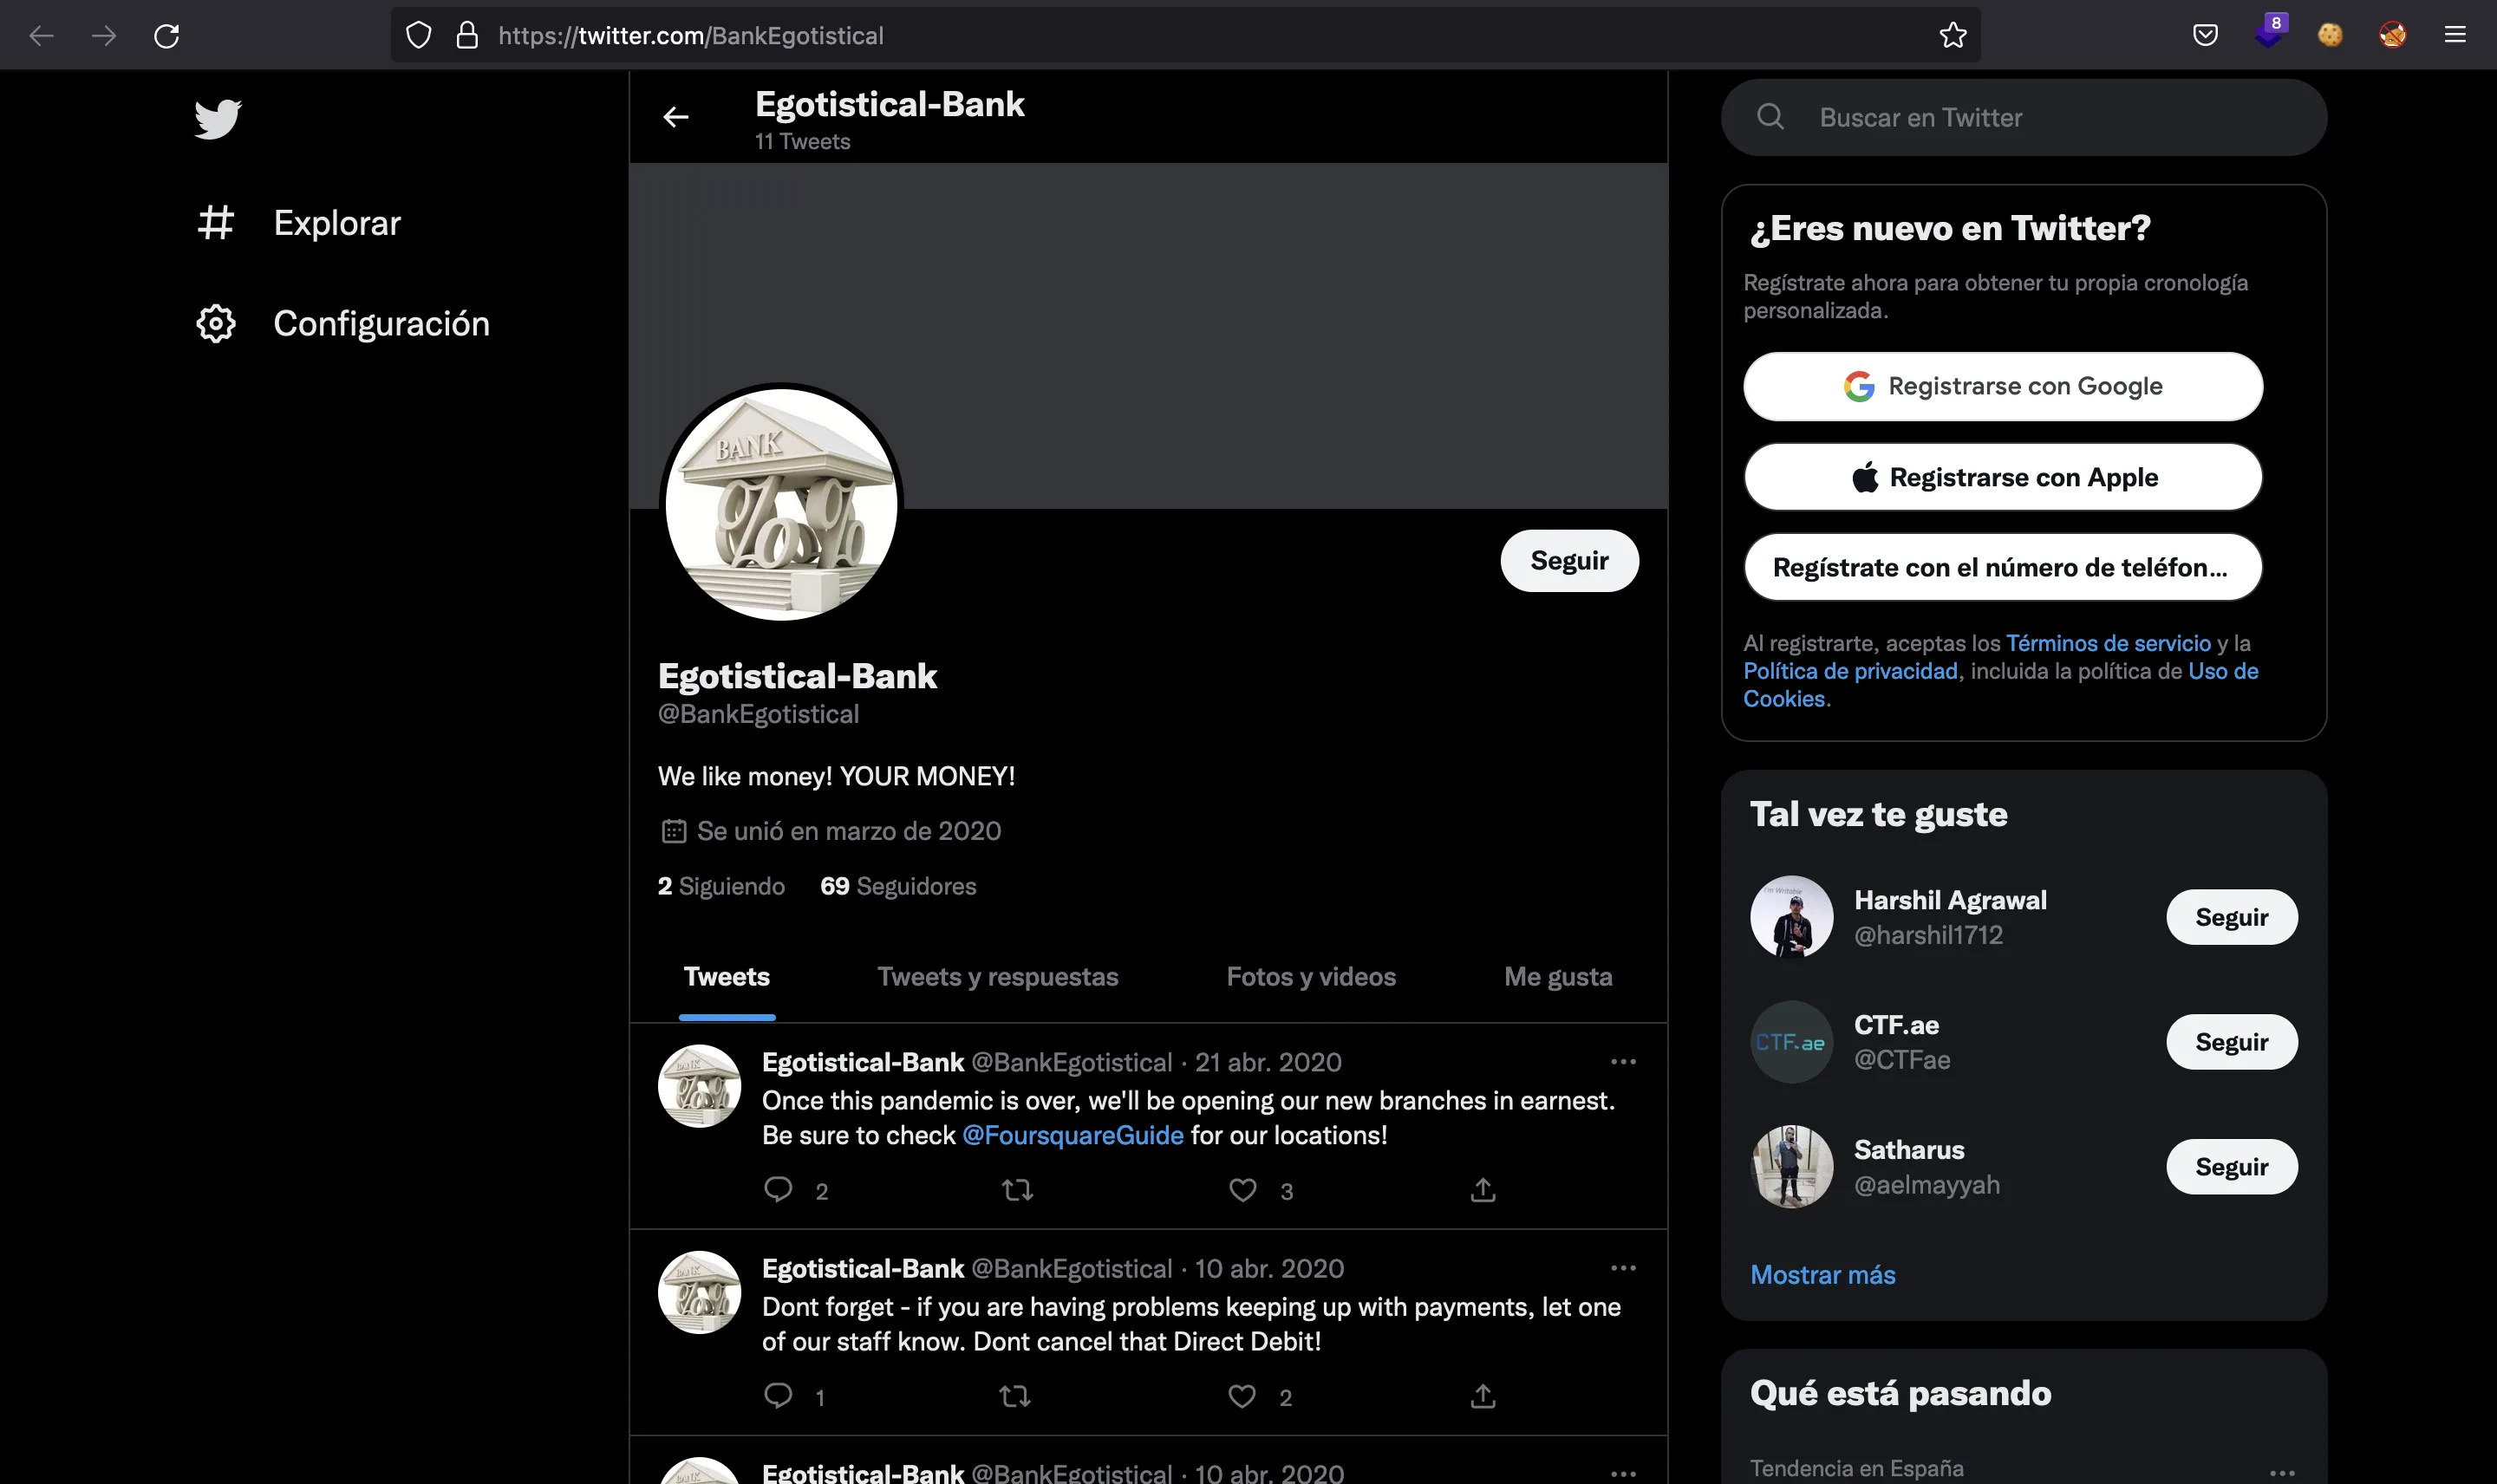 https://twitter.com/BankEgotistical
8
Explorar
Configuración
Egotistical-Bank
11 Tweets
BANK
Seguir
Egotistical-Bank
@BankEgotistical
We like money! YOUR MONEY!
Se unió en marzo de 2020
2 Siguiendo 69 Seguidores
Tweets Tweets y respuestas Fotos y videos Me gusta
Egotistical-Bank @BankEgotistical · 21 abr. 2020
Once this pandemic is over, we'll be opening our new branches in earnest.
Be sure to check @FoursquareGuide for our locations!
2 3
Egotistical-Bank @BankEgotistical · 10 abr. 2020
Dont forget - if you are having problems keeping up with payments, let one
of our staff know. Dont cancel that Direct Debit!
1 2
Egotistical-Bank @BankEgotistical · 10 abr. 2020
Buscar en Twitter
¿Eres nuevo en Twitter?
Regístrate ahora para obtener tu propia cronología
personalizada.
Registrarse con Google
Registrarse con Apple
Regístrate con el número de teléfon...
Al registrarte, aceptas los Términos de servicio y la
Política de privacidad, incluida la política de Uso de
Cookies.
Tal vez te guste
I'm Writable
Harshil Agrawal
@harshil1712
Seguir
CTF.ae
CTF.ae
@CTFae
Seguir
Satharus
@aelmayyah
Seguir
Mostrar más
Qué está pasando
Tendencia en España